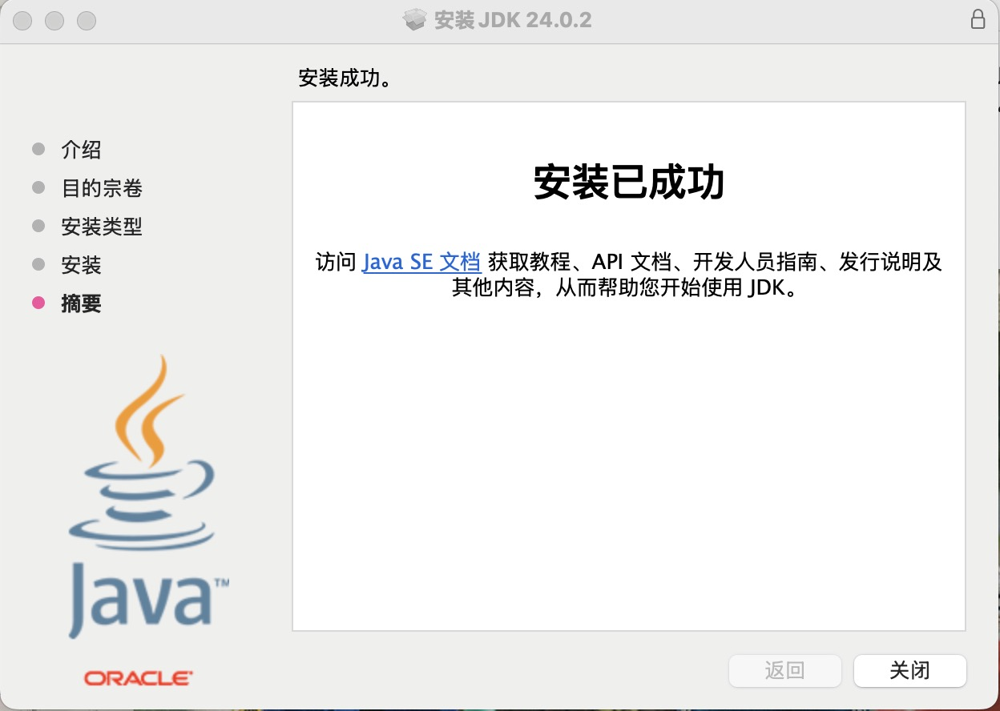 安装 JDK 24.0.2
安装成功。
介绍
目的宗卷
安装类型
安装
摘要
安装已成功
访问 Java SE 文档 获取教程、API 文档、开发人员指南、发行说明及
其他内容，从而帮助您开始使用 JDK。
Java™
ORACLE
返回
关闭